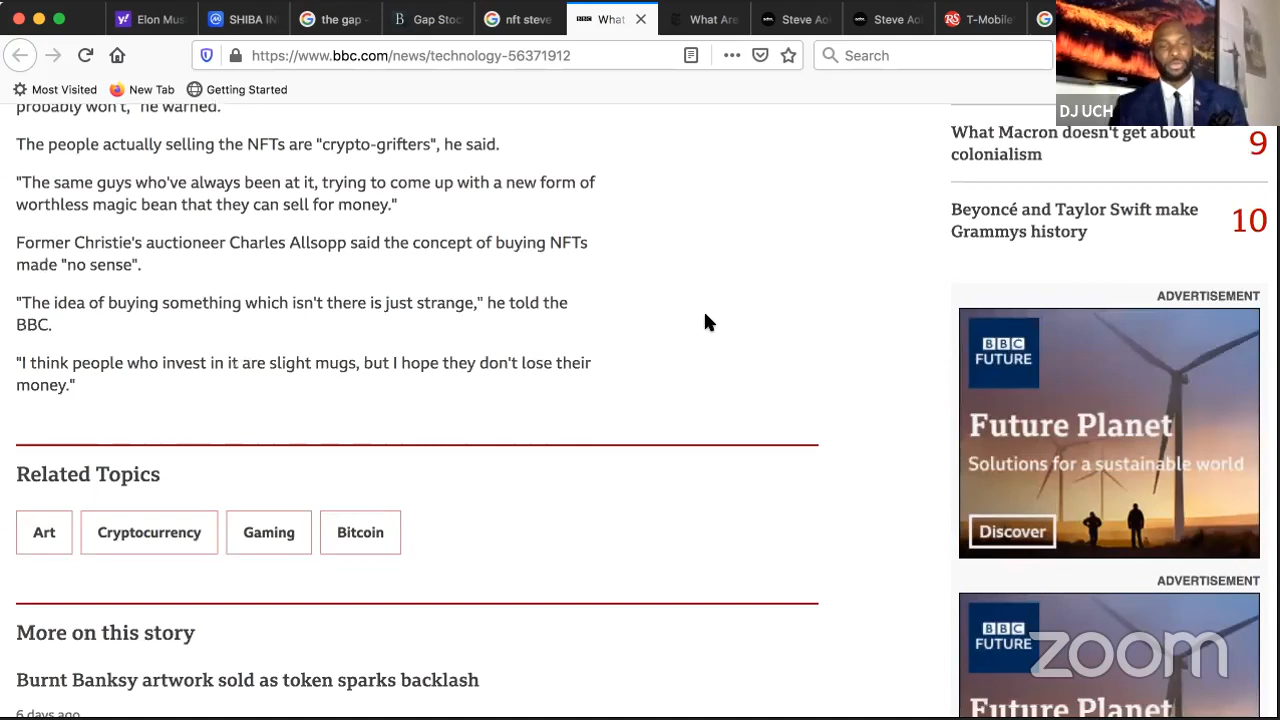 Elon Mus
SHIBA IN
the gap -
Gap Stoc
nft steve
BBC
What
What Are
Steve Ao
Steve Ao
T-Mobile
https://www.bbc.com/news/technology-56371912
Search
Most Visited
New Tab
Getting Started
DJ UCH
probably won't," he warned.
The people actually selling the NFTs are "crypto-grifters", he said.
"The same guys who've always been at it, trying to come up with a new form of
worthless magic bean that they can sell for money."
Former Christie's auctioneer Charles Allsopp said the concept of buying NFTs
made "no sense".
"The idea of buying something which isn't there is just strange," he told the
BBC.
"I think people who invest in it are slight mugs, but I hope they don't lose their
money."
Related Topics
Art
Cryptocurrency
Gaming
Bitcoin
More on this story
Burnt Banksy artwork sold as token sparks backlash
6 days ago
What Macron doesn't get about
colonialism
9
Beyoncé and Taylor Swift make
Grammys history
10
ADVERTISEMENT
BBC
FUTURE
Future Planet
Solutions for a sustainable world
Discover
ADVERTISEMENT
BBC
FUTURE
Future Planet
zoom